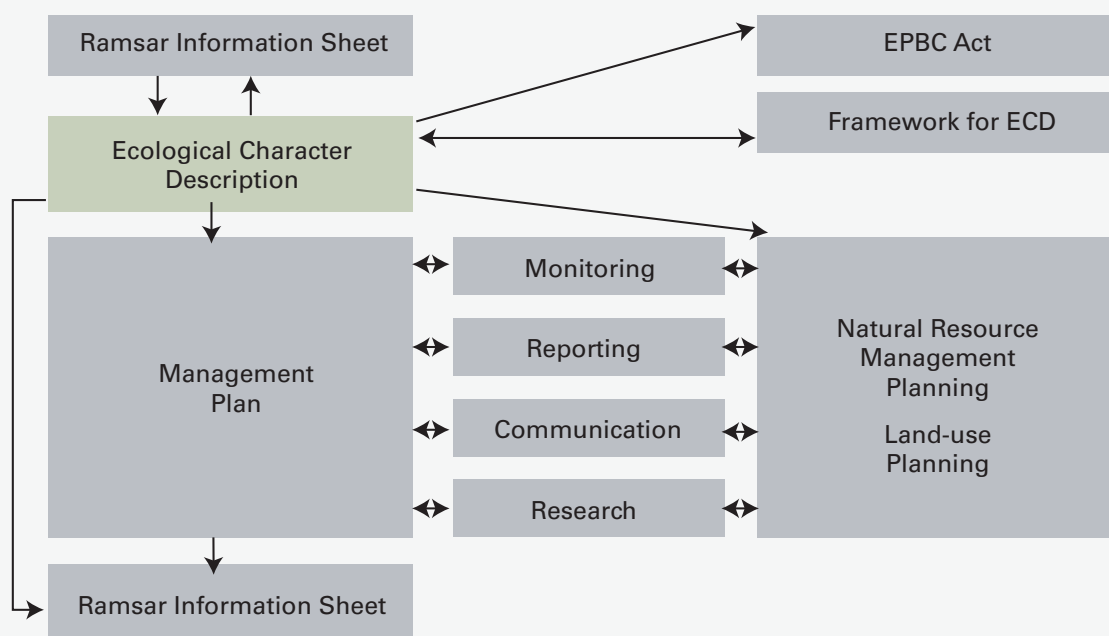 Ramsar Information Sheet
EPBC Act
Framework for ECD
Ecological Character
Description
Management
Plan
Monitoring
Reporting
Communication
Research
Natural Resource
Management
Planning
Land-use
Planning
Ramsar Information Sheet